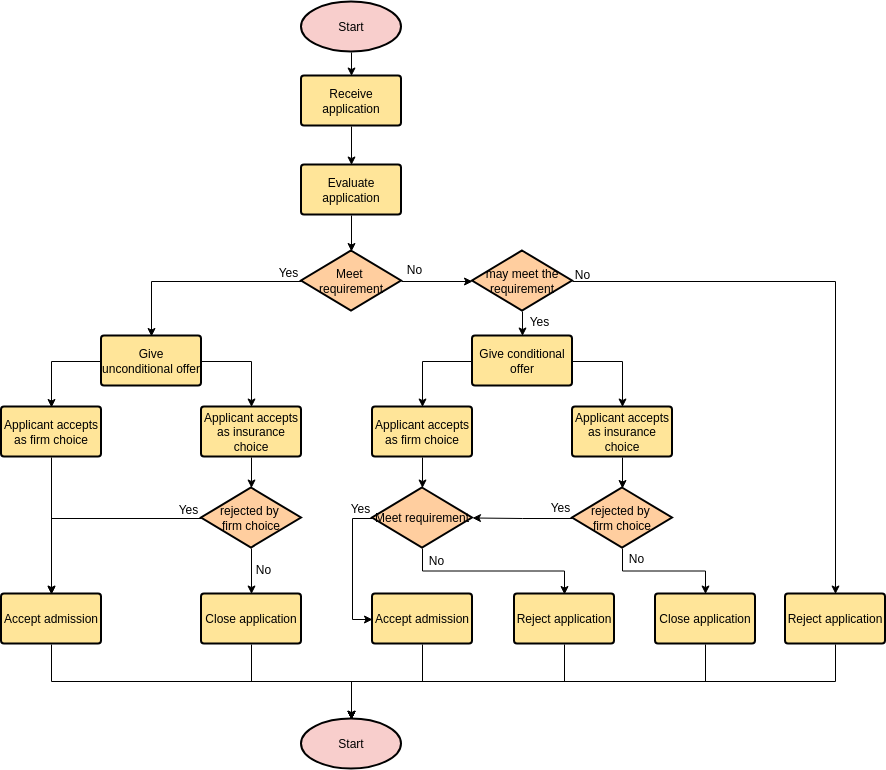 Start
Receive
application
Evaluate
application
Yes
Meet
requirement
No
may meet the
requirement
No
Yes
Give
unconditional offer
Give conditional
offer
Applicant accepts
as firm choice
Applicant accepts
as insurance
choice
Applicant accepts
as firm choice
Applicant accepts
as insurance
choice
Yes
rejected by
firm choice
Yes
Meet requirement
Yes
rejected by
firm choice
No
No
No
Accept admission
Close application
Accept admission
Reject application
Close application
Reject application
Start